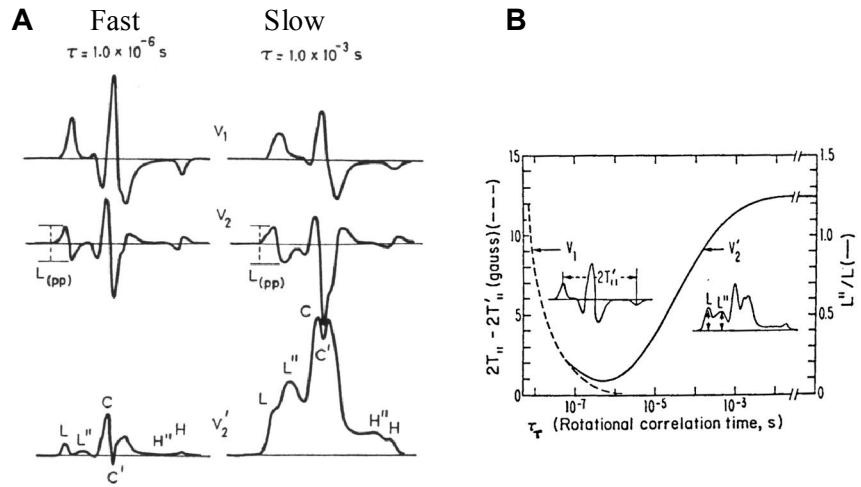 A Fast Slow
τ = 1.0 × 10⁻⁶ s τ = 1.0 × 10⁻³ s
V₁
V₂
L(pp) L(pp)
C
C'
L L'' H'' H
V₂'
C
L L'' H'' H
C'
B
15 1.5
10 1.0
5 0.5
0 0
2T∥ - 2T'∥ (gauss) (----)
V₁
V₂'
2T'∥
L L''
L''/L (—)
10⁻⁷ 10⁻⁵ 10⁻³
τᵣ (Rotational correlation time, s)